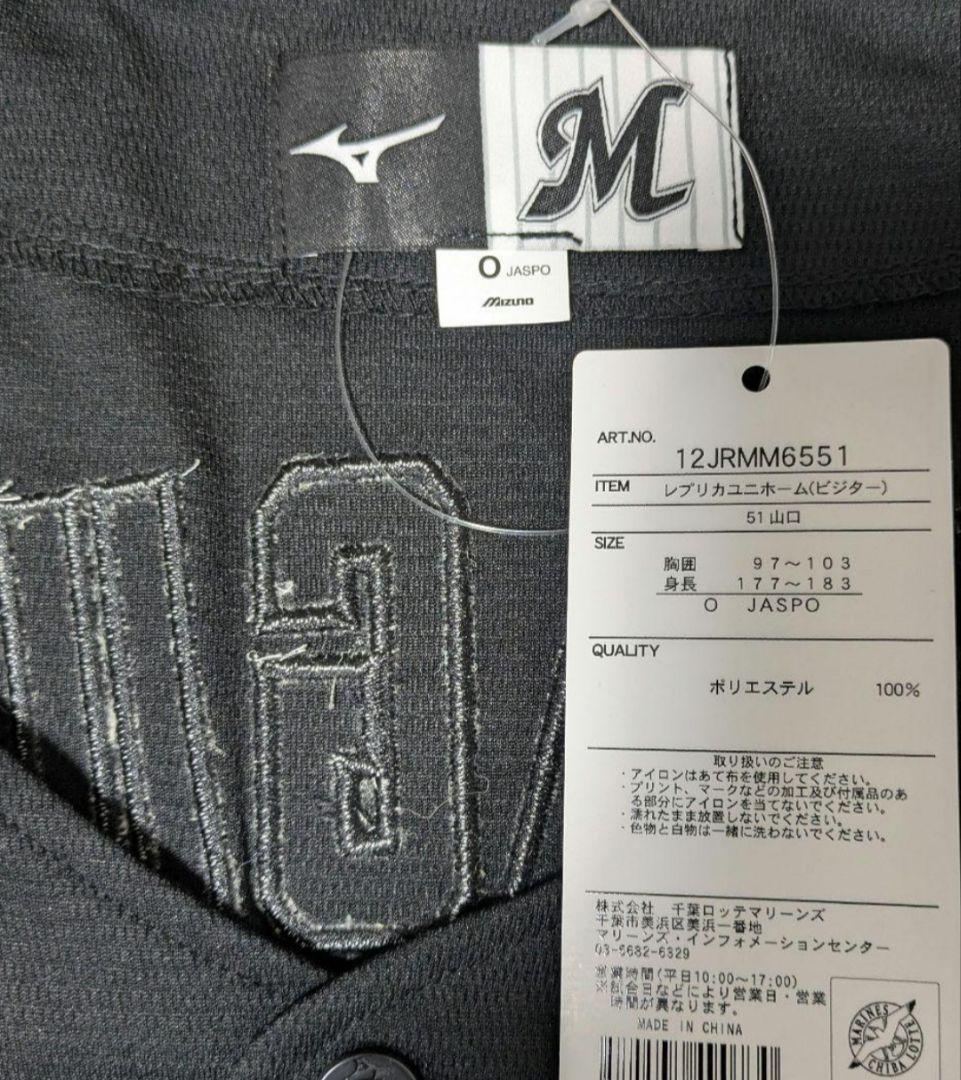 M
O JASPO
MIZUNO
ART.NO.
12JRMM6551
ITEM レプリカユニホーム(ビジター)
51 山口
SIZE
胸囲 97～103
身長 177～183
O JASPO
QUALITY
ポリエステル 100%
取り扱いのご注意
・アイロンはあて布を使用してください。
・プリント、マークなどの加工及び付属品のあ
る部分にアイロンを当てないでください。
・濡れたまま放置しないでください。
・色物と白物は一緒に洗わないでください。
株式会社 千葉ロッテマリーンズ
千葉市美浜区美浜一番地
マリーンズ・インフォメーションセンター
03-5682-6329
営業時間(平日10:00～17:00)
※試合日などにより営業日・営業
時間が異なります。
MADE IN CHINA
MARINES
CHIBA LOTTE